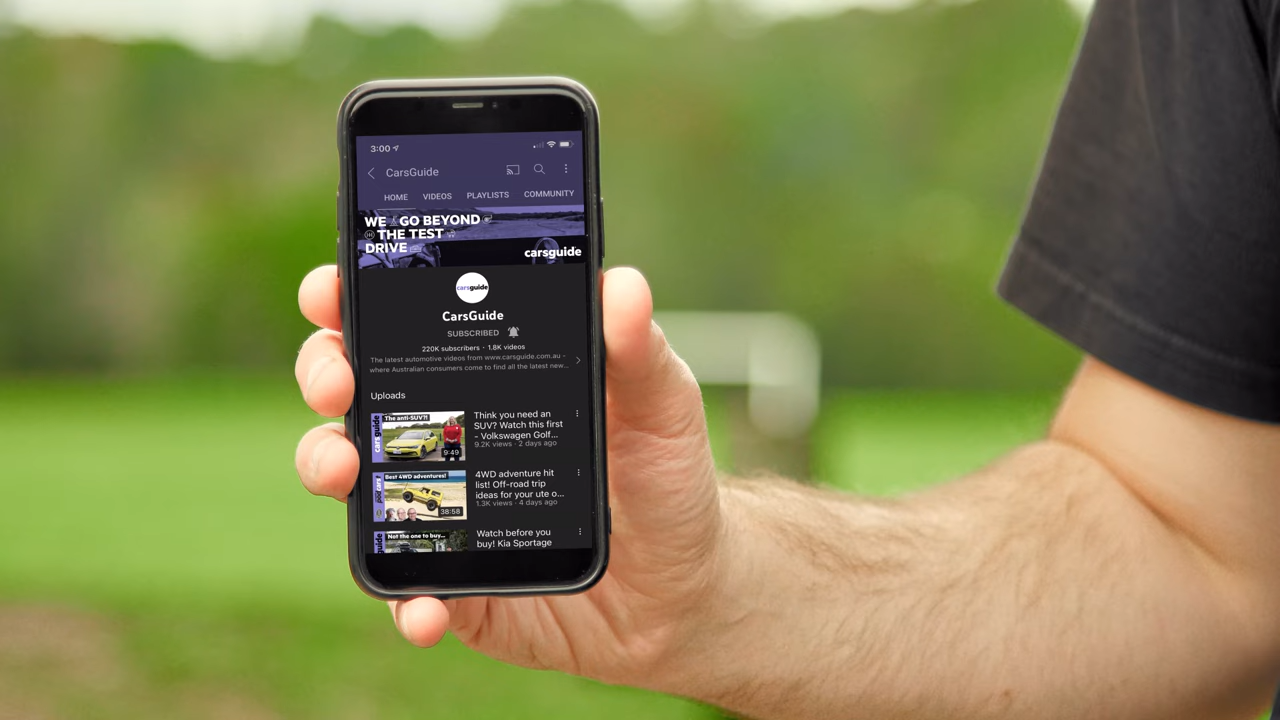 3:00
CarsGuide
HOME VIDEOS PLAYLISTS COMMUNITY
WE GO BEYOND
THE TEST
DRIVE
carsguide
carsguide
CarsGuide
SUBSCRIBED
220K subscribers · 1.8K videos
The latest automotive videos from www.carsguide.com.au -
where Australian consumers come to find all the latest new...
Uploads
The anti-SUV?!
carsguide
9:49
Think you need an
SUV? Watch this first
- Volkswagen Golf...
9.2K views · 2 days ago
Best 4WD adventures!
38:58
4WD adventure hit
list! Off-road trip
ideas for your ute o...
1.3K views · 4 days ago
Not the one to buy...
guide
Watch before you
buy! Kia Sportage